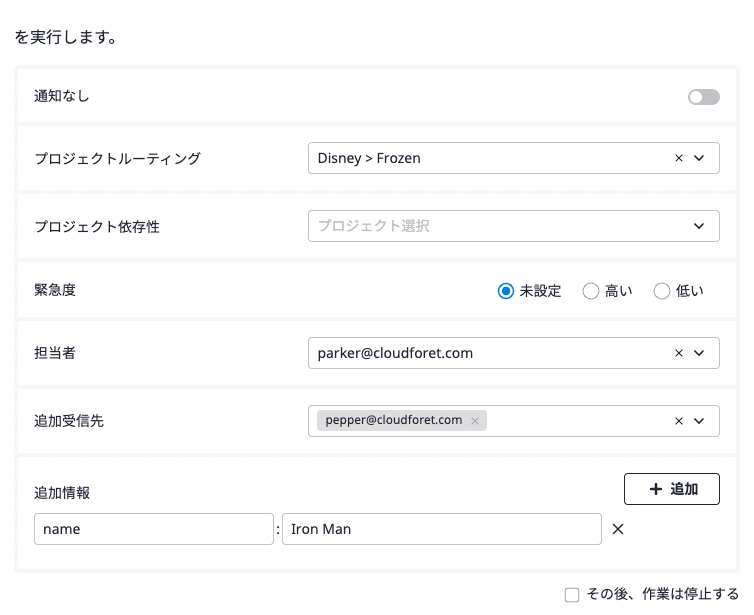 を実行します。
通知なし
プロジェクトルーティング
Disney > Frozen
プロジェクト依存性
プロジェクト選択
緊急度
未設定 高い 低い
担当者
parker@cloudforet.com
追加受信先
pepper@cloudforet.com
追加情報
+ 追加
name : Iron Man
その後、作業は停止する